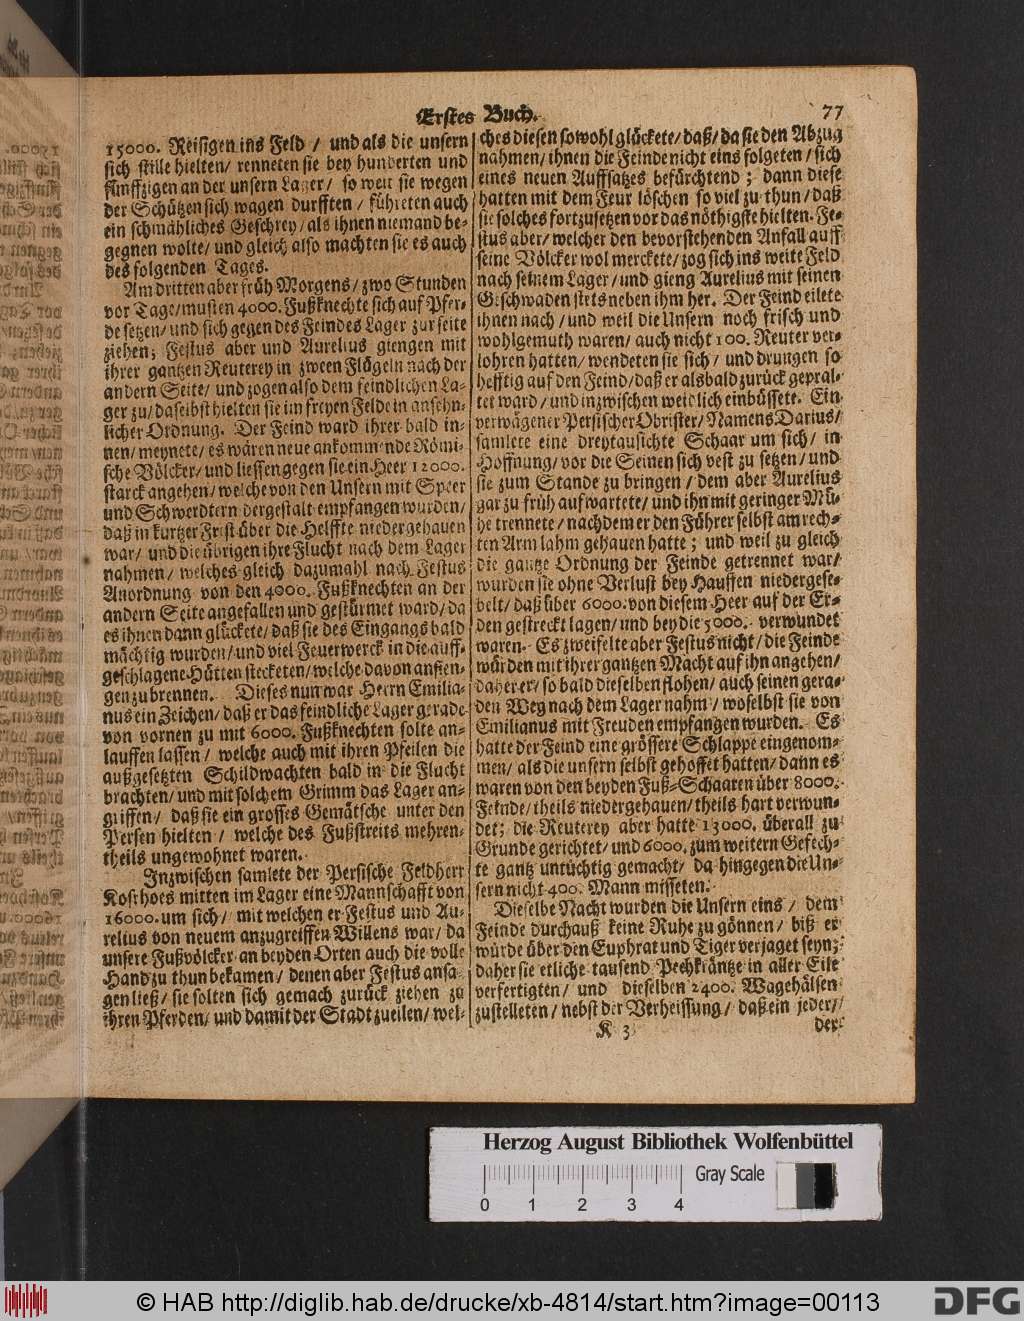 Erstes Buch.
77
15000. Reisigen ins Feld / und als die unsern
sich stille hielten / renneten sie bey hunderten und
fünffzigen an der unsern Lager / so weit sie wegen
der Schützen sich wagen durfften / führeten auch
ein schmähliches Geschrey / als ihnen niemand be-
gegnen wolte / und gleich also machten sie es auch
des folgenden Tages.
Am dritten aber früh Morgens / zwo Stunden
vor Tage / musten 4000. Fußknechte sich auf Pfer-
de setzen / und sich gegen des Feindes Lager zur seite
ziehen; Festus aber und Aurelius giengen mit
ihrer gantzen Reuterey in zween Flügeln nach der
andern Seite / und zogen also dem feindlichen La-
ger zu / daselbst hielten sie im freyen Felde in ansehn-
licher Ordnung. Der Feind ward ihrer bald in-
nen / meynete / es wären neue ankommende Römi-
sche Völcker / und liessen gegen sie ein Heer 12000.
starck angehen / welche von den Unsern mit Speer
und Schwerdtern dergestalt empfangen wurden /
daß in kurtzer Frist über die Helffte niedergehauen
war / und die übrigen ihre Flucht nach dem Lager
nahmen / welches gleich dazumahl nach Festus
Anordnung von den 4000. Fußknechten an der
andern Seite angefallen und gestürmet ward / da
es ihnen dann glückete / daß sie des Eingangs bald
mächtig wurden / und viel Feuerwerck in die auff-
geschlagene Hütten stecketen / welche davon anfien-
gen zu brennen. Dieses nun war Herrn Emilia-
nus ein Zeichen / daß er das feindliche Lager gerade
von vornen zu mit 6000. Fußknechten solte an-
lauffen lassen / welche auch mit ihren Pfeilen die
außgesetzten Schildwachten bald in die Flucht
brachten / und mit solchem Grimm das Lager an-
griffen / daß sie ein grosses Gemätsche unter den
Persen hielten / welche des Fußstreits mehren-
theils ungewohnet waren.
Inzwischen samlete der Persische Feldherr
Kosrhoes mitten im Lager eine Mannschafft von
16000. um sich / mit welchen er Festus und Au-
relius von neuem anzugreiffen Willens war / da
unsere Fußvölcker an beyden Orten auch die volle
Hand zu thun bekamen / denen aber Festus ansa-
gen ließ / sie solten sich gemach zurück ziehen zu
ihren Pferden / und damit der Stadt zueilen / wel-
ches diesen sowohl glückete / daß / da sie den Abzug
nahmen / ihnen die Feinde nicht eins folgeten / sich
eines neuen Auffsatzes befürchtend; dann diese
hatten mit dem Feur löschen so viel zu thun / daß
sie solches fortzusetzen vor das nöthigste hielten. Fe-
stus aber / welcher den bevorstehenden Anfall auff
seine Völcker wol merckete / zog sich ins weite Feld
nach seinem Lager / und gieng Aurelius mit seinen
Geschwaden stets neben ihm her. Der Feind eilete
ihnen nach / und weil die Unsern noch frisch und
wohlgemuth waren / auch nicht 100. Reuter ver-
lohren hatten / wendeten sie sich / und drungen so
hefftig auf den Feind / daß er alsbald zurück gepral-
let ward / und inzwischen weidlich einbüssete. Ein
verwägener Persischer Obrister / Namens Darius /
samlete eine dreytausichte Schaar um sich / in
Hoffnung / vor die Seinen sich vest zu setzen / und
sie zum Stande zu bringen / dem aber Aurelius
gar zu früh aufwartete / und ihn mit geringer Mü-
he trennete / nachdem er den Führer selbst am rech-
ten Arm lahm gehauen hatte; und weil zu gleich
die gantze Ordnung der Feinde getrennet war /
wurden sie ohne Verlust bey Hauffen niedergese-
belt / daß über 6000. von diesem Heer auf der Er-
den gestreckt lagen / und bey die 5000. verwundet
waren. Es zweifelte aber Festus nicht / die Feinde
würden mit ihrer gantzen Macht auf ihn angehen /
daher er / so bald dieselben flohen / auch seinen gera-
den Weg nach dem Lager nahm / woselbst sie von
Emilianus mit Freuden empfangen wurden. Es
hatte der Feind eine grössere Schlappe eingenom-
men / als die unsern selbst gehoffet hatten / dann es
waren von den beyden Fuß-Schaaren über 8000.
Feinde / theils niedergehauen / theils hart verwun-
det; die Reuterey aber hatte 13000. überall zu
Grunde gerichtet / und 6000. zum weitern Gefech-
te gantz untüchtig gemacht / da hingegen die Un-
sern nicht 400. Mann misseten.
Dieselbe Nacht wurden die Unsern eins / dem
Feinde durchauß keine Ruhe zu gönnen / biß er
würde über den Euphrat und Tiger verjaget seyn;
daher sie etliche tausend Pechkräntze in aller Eile
verfertigten / und dieselben 2400. Wagehälsen
zustelleten / nebst der Verheissung / daß ein jeder /
K 3
der
Herzog August Bibliothek Wolfenbüttel
Gray Scale
0 1 2 3 4
© HAB http://diglib.hab.de/drucke/xb-4814/start.htm?image=00113
DFG